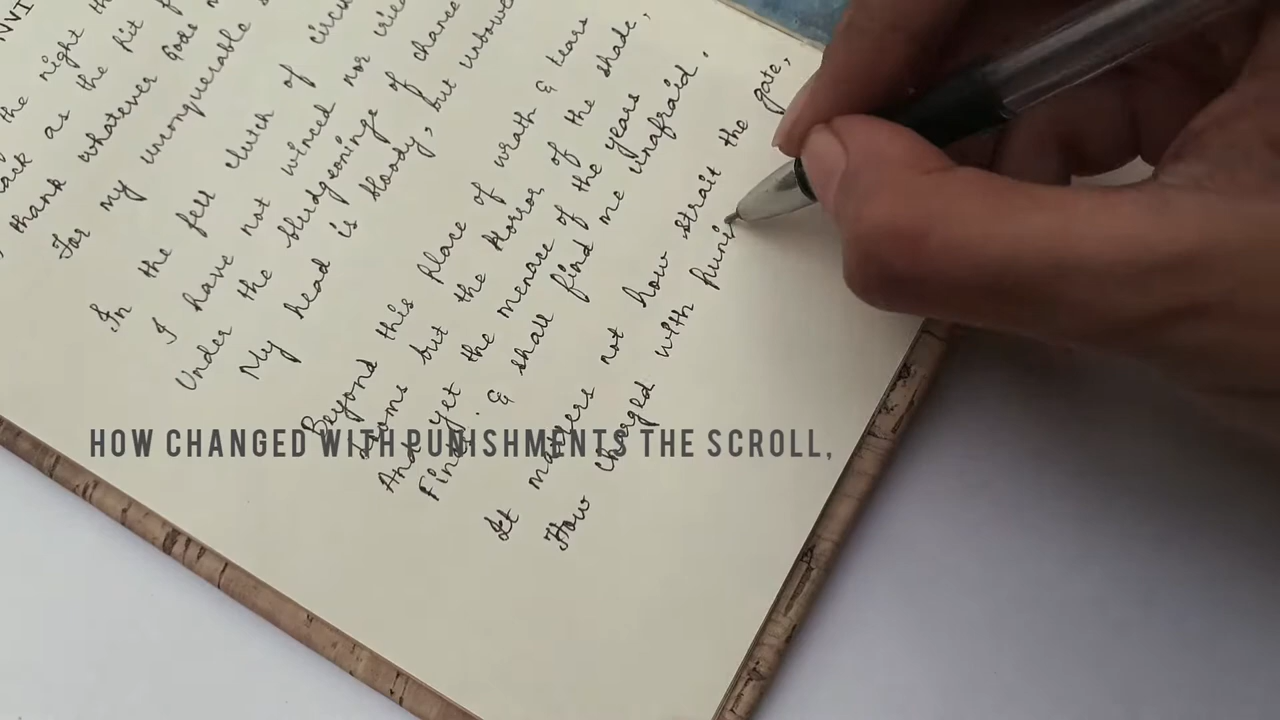 NVI
the night th
ack as the Pit f
thank whatever Gods m
For my unconquerable s
In the fell clutch of circu
I have not winced nor crie
Under the bludgeonings of chance
My head is bloody, but unbowe
Beyond this place of wrath & tears
Looms but the Horror of the shade,
And yet the menace of the years
Finds & shall find me unafraid.
It matters not how strait the gate,
How charged with puni
HOW CHANGED WITH PUNISHMENTS THE SCROLL,